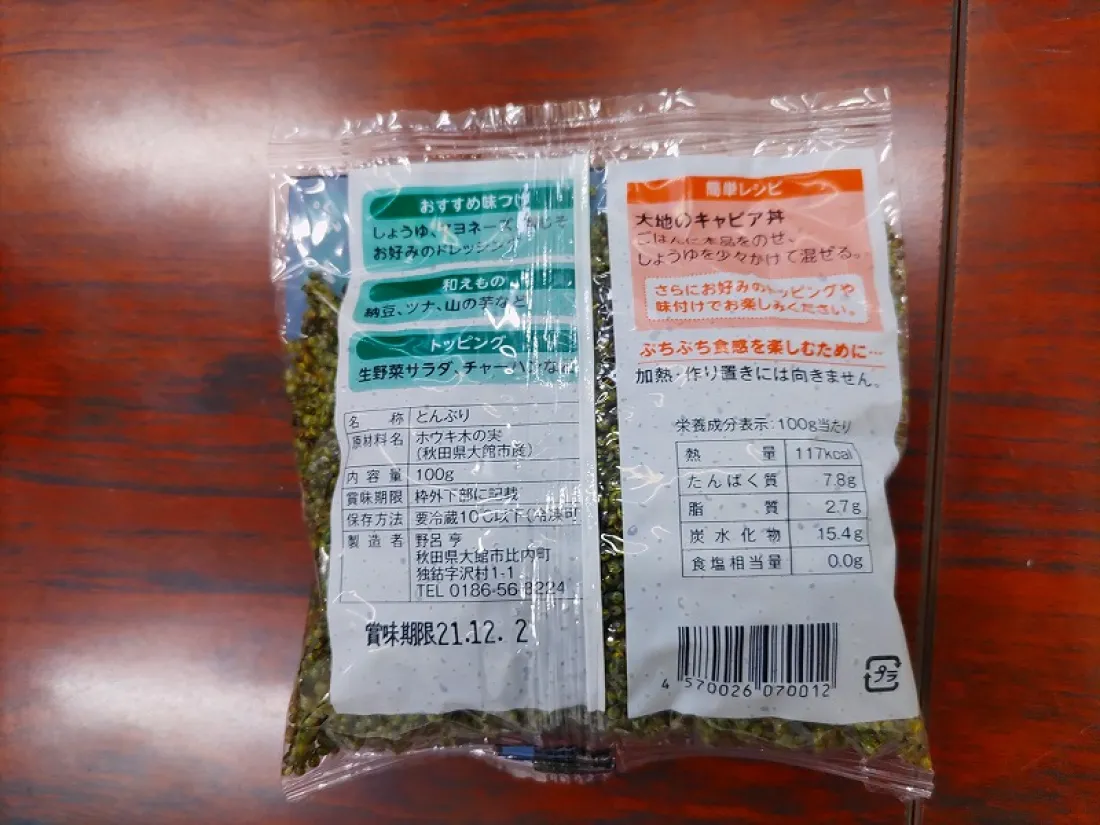 おすすめ味つけ
しょうゆ、マヨネーズ、
お好みのドレッシング
和えもの
納豆、ツナ、山の芋など
トッピング
生野菜サラダ、チャーハンなど
名称 とんぶり
原材料名 ホウキ木の実
(秋田県大館市産)
内容量 100g
賞味期限 枠外下部に記載
保存方法 要冷蔵10℃以下
製造者 野呂 亨
秋田県大館市比内町
独鈷字沢村1-1
TEL 0186-56-3224
賞味期限21.12. 2
簡単レシピ
大地のキャビア丼
ごはんに本品をのせ、
しょうゆを少々かけて混ぜる。
さらにお好みのトッピングや
味付けでお楽しみください。
ぷちぷち食感を楽しむために…
加熱・作り置きには向きません。
栄養成分表示:100g当たり
熱量 117kcal
たんぱく質 7.8g
脂質 2.7g
炭水化物 15.4g
食塩相当量 0.0g
4 570026 070012
プラ